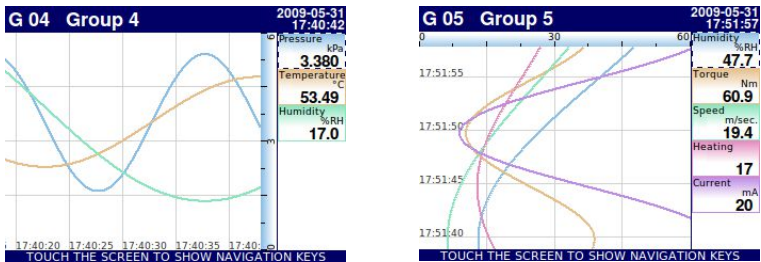 G 04 Group 4
2009-05-31
17:40:42
6
Pressure
kPa
3.380
Temperature
°C
53.49
Humidity
%RH
17.0
3
0
17:40:20 17:40:25 17:40:30 17:40:35 17:40:
TOUCH THE SCREEN TO SHOW NAVIGATION KEYS
G 05 Group 5
2009-05-31
17:51:57
0 30 60
Humidity
%RH
47.7
Torque
Nm
60.9
Speed
m/sec.
19.4
Heating
17
Current
mA
20
17:51:55
17:51:50
17:51:45
17:51:40
TOUCH THE SCREEN TO SHOW NAVIGATION KEYS